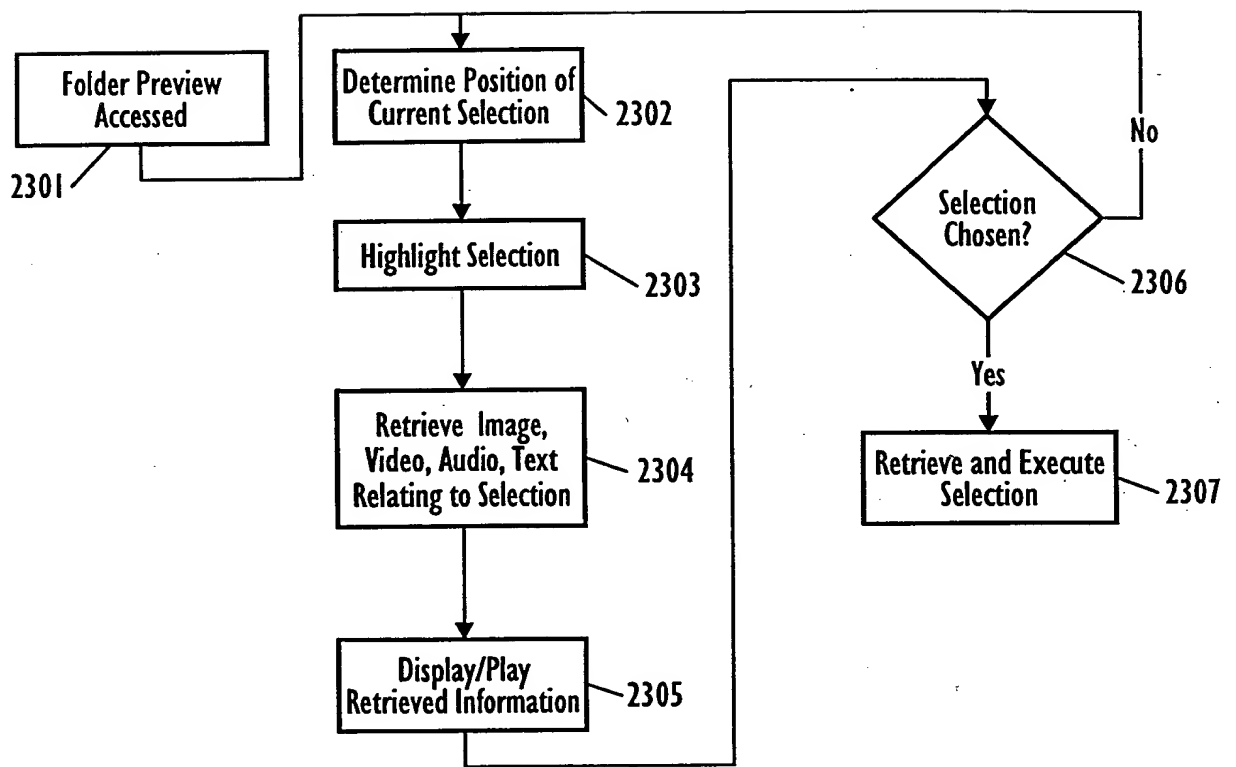 Folder Preview
Accessed
2301
Determine Position of
Current Selection
2302
Highlight Selection
2303
Retrieve Image,
Video, Audio, Text
Relating to Selection
2304
Display/Play
Retrieved Information
2305
Selection
Chosen?
2306
No
Yes
Retrieve and Execute
Selection
2307